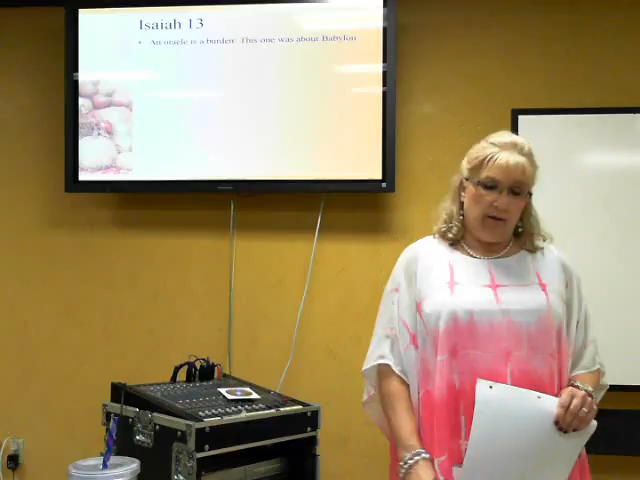 Isaiah 13
• An oracle is a burden. This one was about Babylon